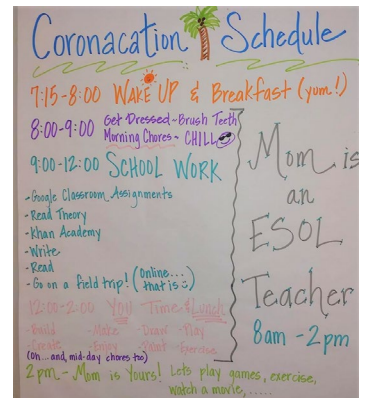 Coronacation Schedule
7:15-8:00 WAKE UP & Breakfast (yum!)
8:00-9:00 Get Dressed~Brush Teeth
Morning Chores~ CHILL
9:00-12:00 SCHOOL WORK
-Google Classroom Assignments
-Read Theory
-Khan Academy
-Write
-Read
-Go on a field trip! (Online...
that is ☺)
12:00-2:00 YOU -Time & Lunch
-Build -Make -Draw -Play
-Create -Enjoy -Paint -Exercise
(Oh...and, mid-day chores too)
2pm - Mom is Yours! Lets play games, exercise,
watch a movie,.....
Mom is
an
ESOL
Teacher
8am -2pm